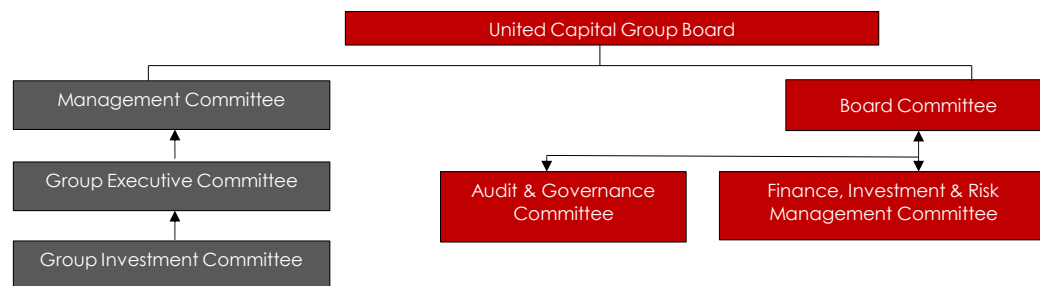 United Capital Group Board
Management Committee
Board Committee
Group Executive Committee
Audit & Governance
Committee
Finance, Investment & Risk
Management Committee
Group Investment Committee